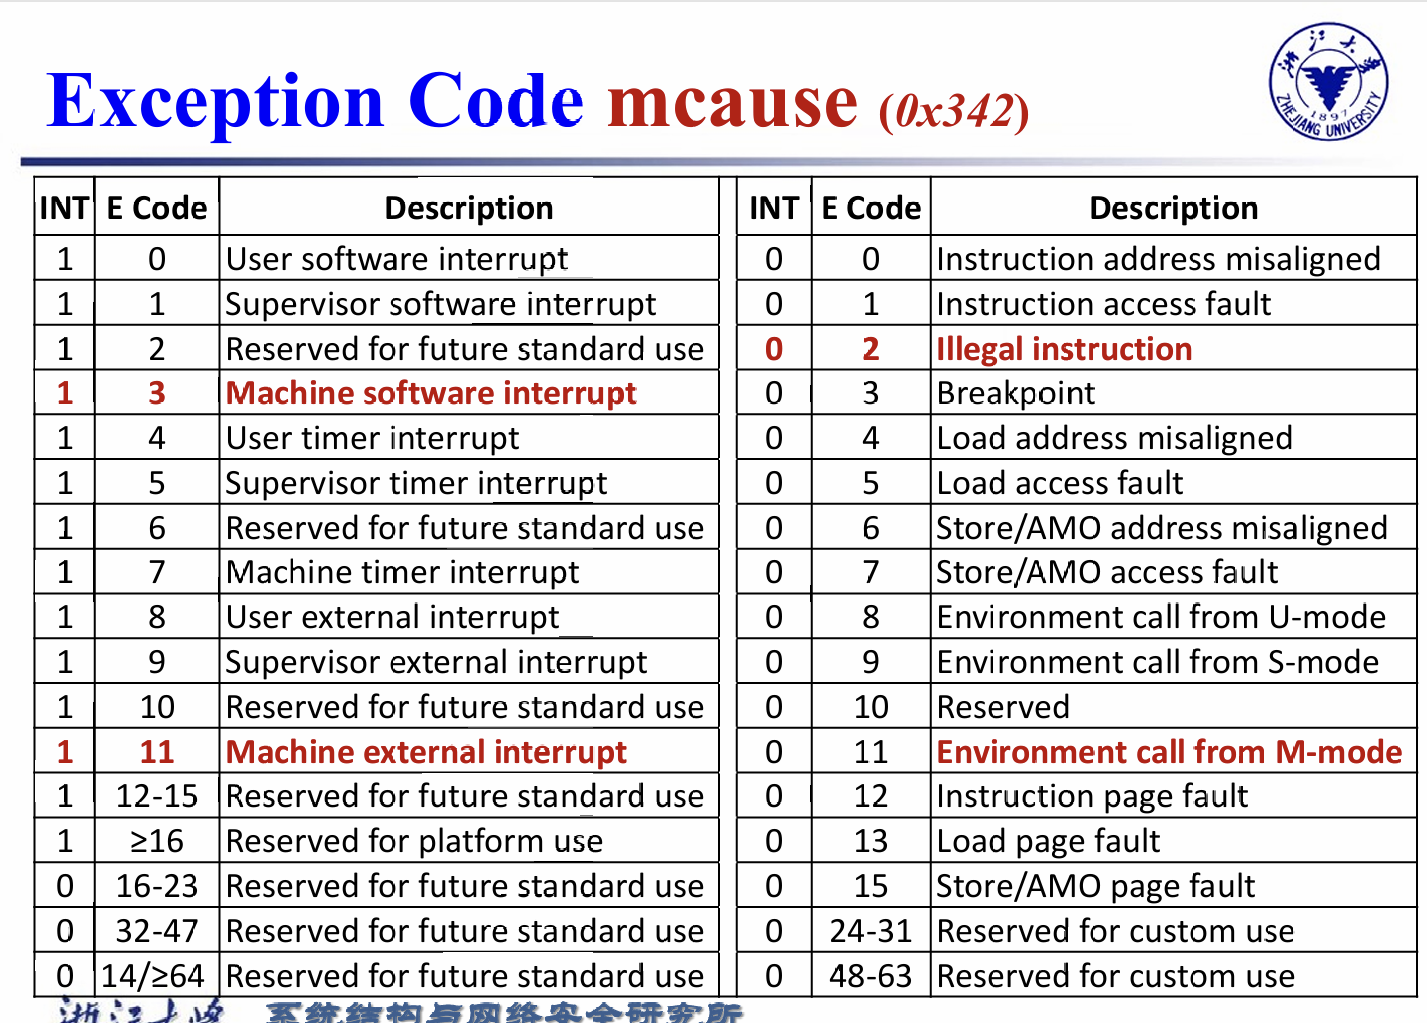 Exception Code mcause (0x342)
浙江大学
ZHEJIANG UNIVERSITY
1897
INT E Code Description INT E Code Description
1 0 User software interrupt 0 0 Instruction address misaligned
1 1 Supervisor software interrupt 0 1 Instruction access fault
1 2 Reserved for future standard use 0 2 Illegal instruction
1 3 Machine software interrupt 0 3 Breakpoint
1 4 User timer interrupt 0 4 Load address misaligned
1 5 Supervisor timer interrupt 0 5 Load access fault
1 6 Reserved for future standard use 0 6 Store/AMO address misaligned
1 7 Machine timer interrupt 0 7 Store/AMO access fault
1 8 User external interrupt 0 8 Environment call from U-mode
1 9 Supervisor external interrupt 0 9 Environment call from S-mode
1 10 Reserved for future standard use 0 10 Reserved
1 11 Machine external interrupt 0 11 Environment call from M-mode
1 12-15 Reserved for future standard use 0 12 Instruction page fault
1 ≥16 Reserved for platform use 0 13 Load page fault
0 16-23 Reserved for future standard use 0 15 Store/AMO page fault
0 32-47 Reserved for future standard use 0 24-31 Reserved for custom use
0 14/≥64 Reserved for future standard use 0 48-63 Reserved for custom use
浙江大学 系统结构与网络安全研究所